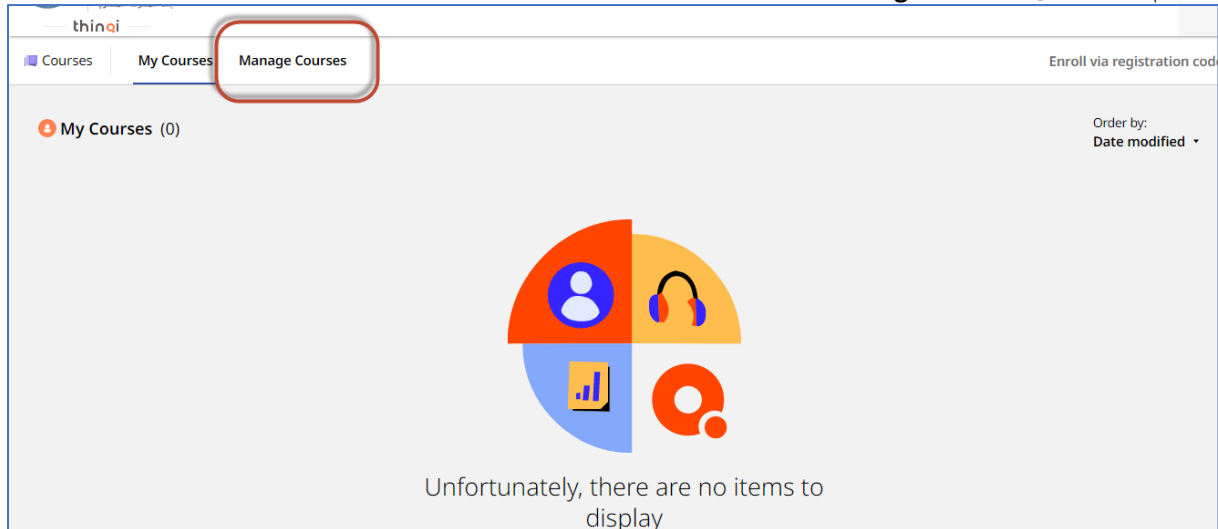 thinqi
Courses My Courses Manage Courses Enroll via registration code
My Courses (0)
Order by:
Date modified
Unfortunately, there are no items to
display